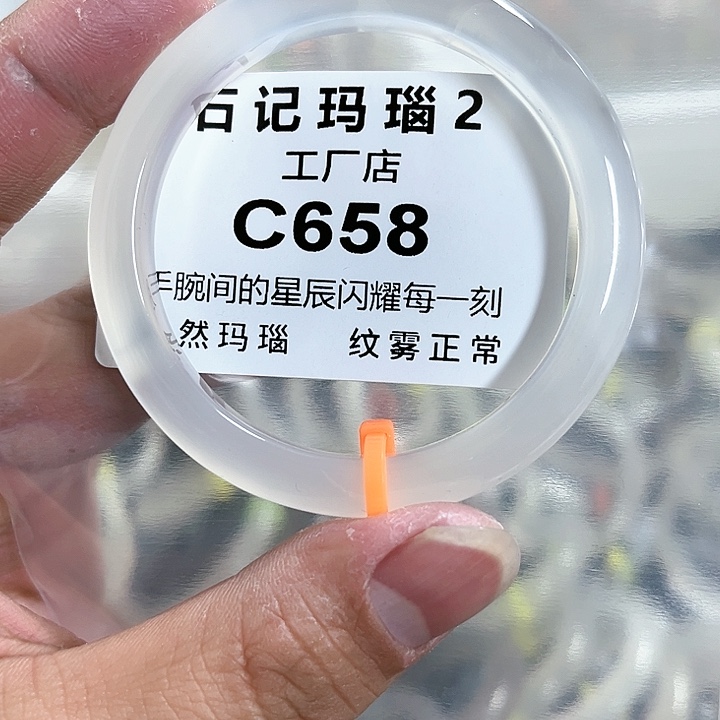 石记玛瑙2
工厂店
C658
手腕间的星辰闪耀每一刻
然玛瑙 纹雾正常